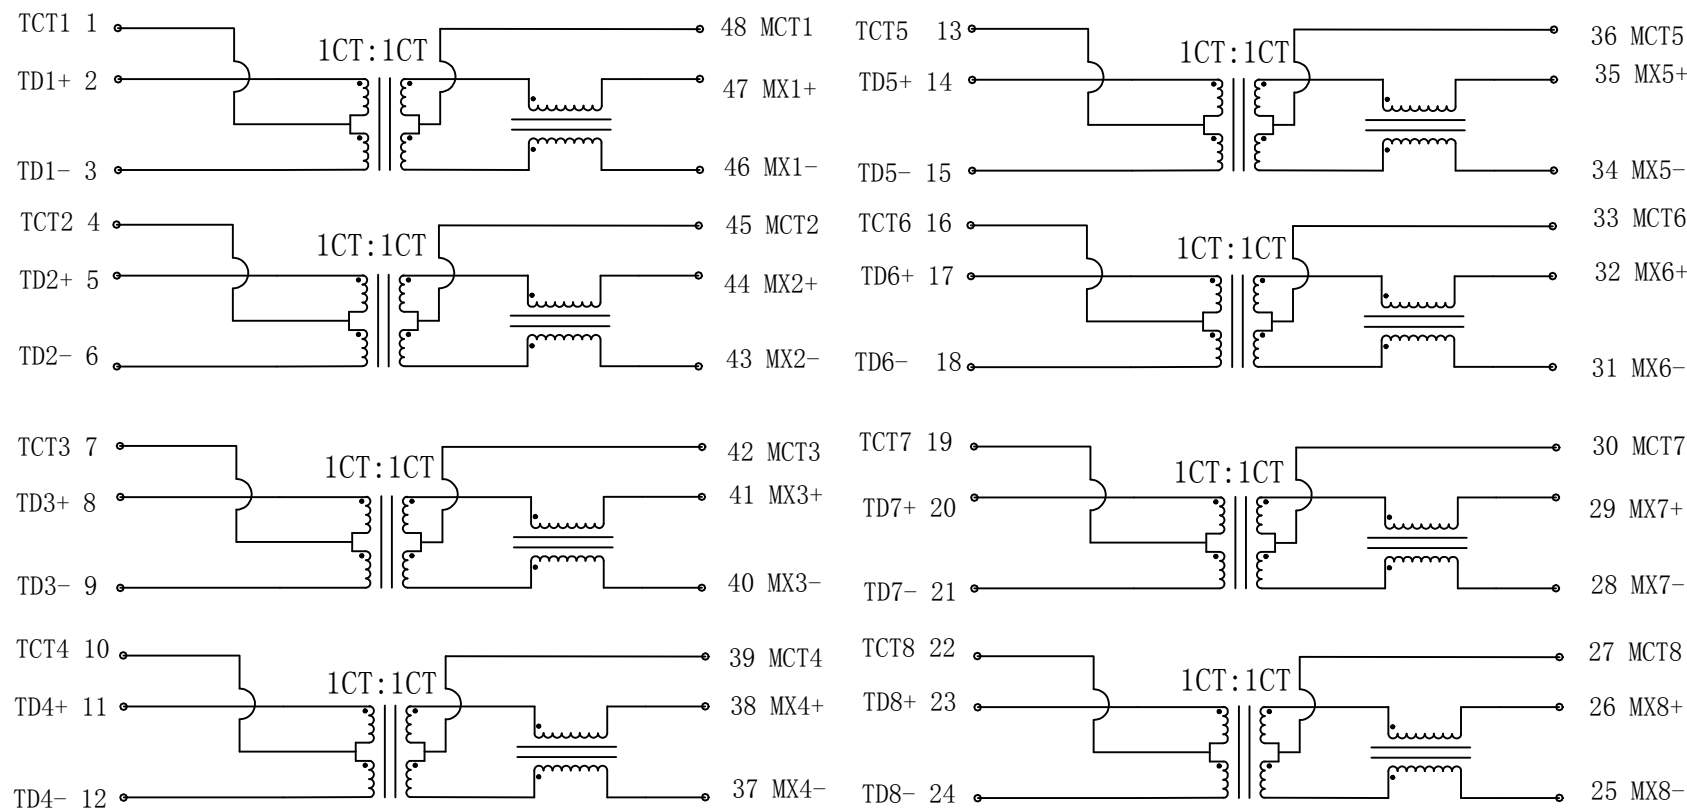 TCT1 1
1CT:1CT
48 MCT1
TD1+ 2
47 MX1+
TD1- 3
46 MX1-
TCT2 4
1CT:1CT
45 MCT2
TD2+ 5
44 MX2+
TD2- 6
43 MX2-
TCT3 7
1CT:1CT
42 MCT3
TD3+ 8
41 MX3+
TD3- 9
40 MX3-
TCT4 10
1CT:1CT
39 MCT4
TD4+ 11
38 MX4+
TD4- 12
37 MX4-
TCT5 13
1CT:1CT
36 MCT5
TD5+ 14
35 MX5+
TD5- 15
34 MX5-
TCT6 16
1CT:1CT
33 MCT6
TD6+ 17
32 MX6+
TD6- 18
31 MX6-
TCT7 19
1CT:1CT
30 MCT7
TD7+ 20
29 MX7+
TD7- 21
28 MX7-
TCT8 22
1CT:1CT
27 MCT8
TD8+ 23
26 MX8+
TD8- 24
25 MX8-